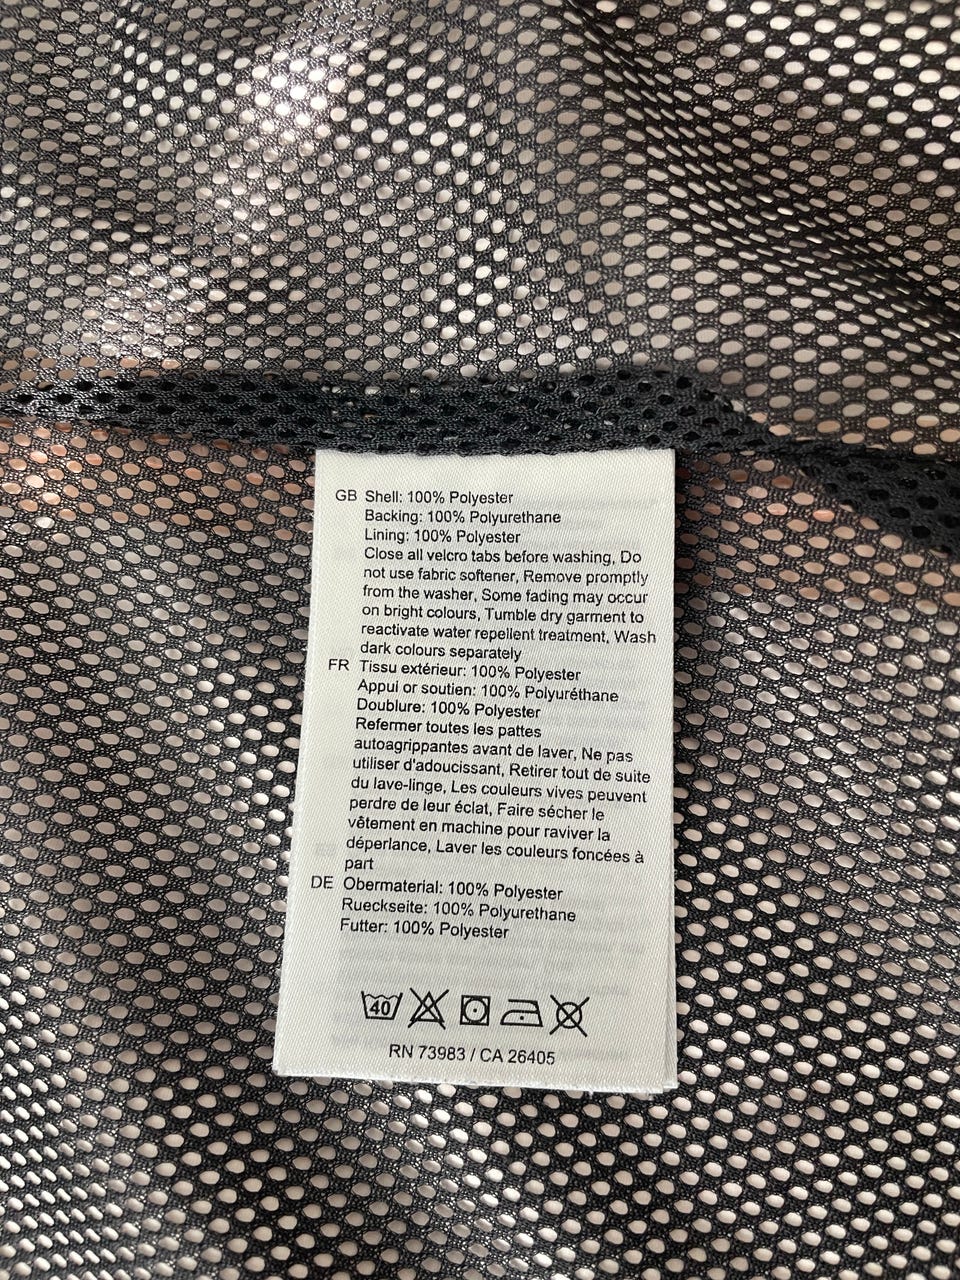 GB Shell: 100% Polyester
Backing: 100% Polyurethane
Lining: 100% Polyester
Close all velcro tabs before washing, Do
not use fabric softener, Remove promptly
from the washer, Some fading may occur
on bright colours, Tumble dry garment to
reactivate water repellent treatment, Wash
dark colours separately
FR Tissu extérieur: 100% Polyester
Appui or soutien: 100% Polyuréthane
Doublure: 100% Polyester
Refermer toutes les pattes
autoagrippantes avant de laver, Ne pas
utiliser d'adoucissant, Retirer tout de suite
du lave-linge, Les couleurs vives peuvent
perdre de leur éclat, Faire sécher le
vêtement en machine pour raviver la
déperlance, Laver les couleurs foncées à
part
DE Obermaterial: 100% Polyester
Rueckseite: 100% Polyurethane
Futter: 100% Polyester
40
RN 73983 / CA 26405